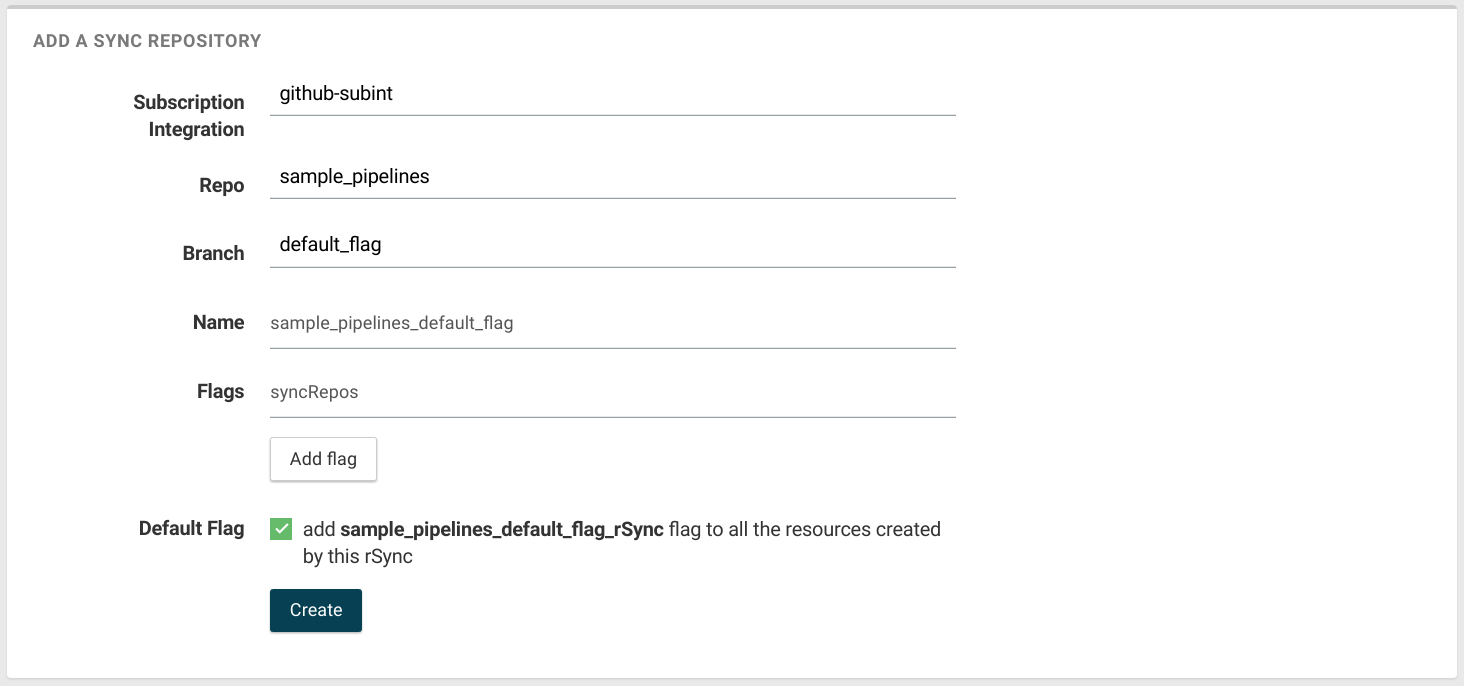 ADD A SYNC REPOSITORY
Subscription
Integration
github-subint
Repo
sample_pipelines
Branch
default_flag
Name
sample_pipelines_default_flag
Flags
syncRepos
Add flag
Default Flag
add sample_pipelines_default_flag_rSync flag to all the resources created
by this rSync
Create